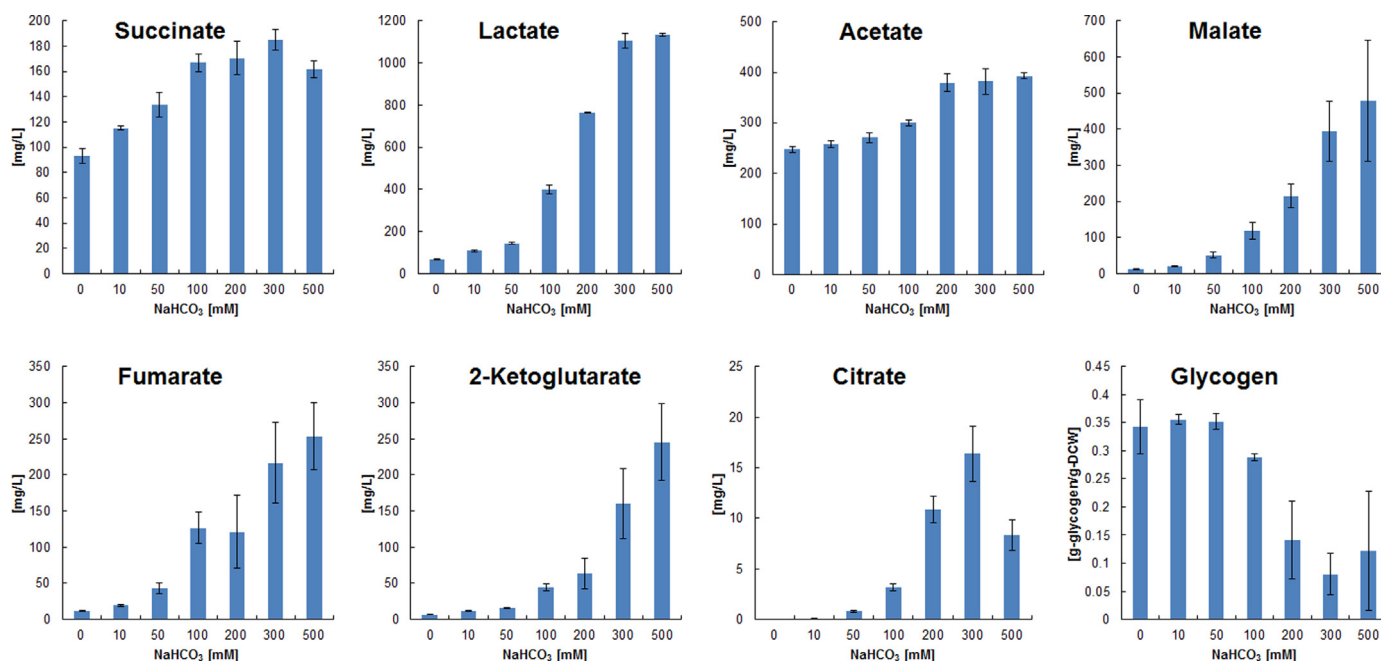 Succinate
[mg/L]
200
180
160
140
120
100
80
60
40
20
0
0 10 50 100 200 300 500
NaHCO₃ [mM]
Lactate
[mg/L]
1200
1000
800
600
400
200
0
0 10 50 100 200 300 500
NaHCO₃ [mM]
Acetate
[mg/L]
500
400
300
200
100
0
0 10 50 100 200 300 500
NaHCO₃ [mM]
Malate
[mg/L]
700
600
500
400
300
200
100
0
0 10 50 100 200 300 500
NaHCO₃ [mM]
Fumarate
[mg/L]
350
300
250
200
150
100
50
0
0 10 50 100 200 300 500
NaHCO₃ [mM]
2-Ketoglutarate
[mg/L]
350
300
250
200
150
100
50
0
0 10 50 100 200 300 500
NaHCO₃ [mM]
Citrate
[mg/L]
25
20
15
10
5
0
0 10 50 100 200 300 500
NaHCO₃ [mM]
Glycogen
[g-glycogen/g-DCW]
0.45
0.4
0.35
0.3
0.25
0.2
0.15
0.1
0.05
0
0 10 50 100 200 300 500
NaHCO₃ [mM]